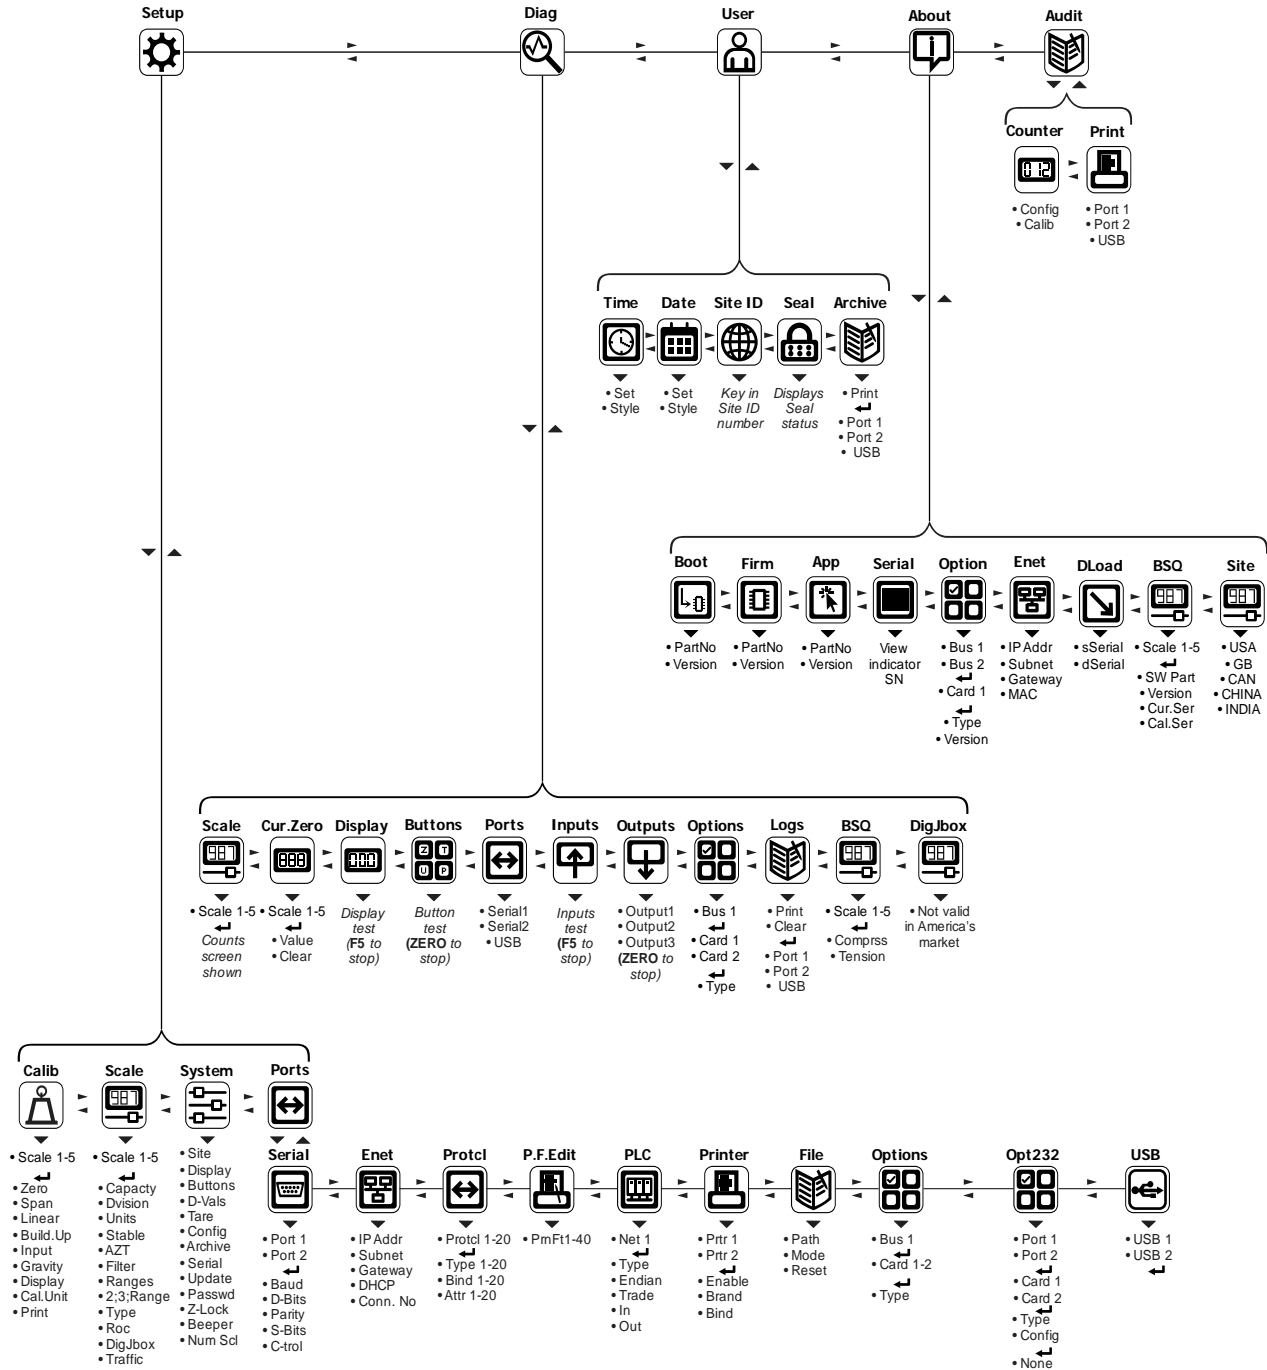 Setup
Diag
User
About
Audit
Counter
Print
012
• Config
• Calib
• Port 1
• Port 2
• USB
Time
Date
Site ID
Seal
Archive
• Set
• Style
• Set
• Style
Key in
Site ID
number
Displays
Seal
status
• Print
• Port 1
• Port 2
• USB
Boot
Firm
App
Serial
Option
Enet
DLoad
BSQ
Site
987
987
• PartNo
• Version
• PartNo
• Version
• PartNo
• Version
View
indicator
SN
• Bus 1
• Bus 2
• Card 1
• Type
• Version
• IP Addr
• Subnet
• Gateway
• MAC
• sSerial
• dSerial
• Scale 1-5
• SW Part
• Version
• Cur.Ser
• Cal.Ser
• USA
• GB
• CAN
• CHINA
• INDIA
Scale
Cur.Zero
Display
Buttons
Ports
Inputs
Outputs
Options
Logs
BSQ
DigJbox
987
888
000
Z T
U P
987
987
• Scale 1-5
Counts
screen
shown
• Scale 1-5
• Value
• Clear
Display
test
(F5 to
stop)
Button
test
(ZERO to
stop)
• Serial1
• Serial2
• USB
Inputs
test
(F5 to
stop)
• Output1
• Output2
• Output3
(ZERO to
stop)
• Bus 1
• Card 1
• Card 2
• Type
• Print
• Clear
• Port 1
• Port 2
• USB
• Scale 1-5
• Comprss
• Tension
• Not valid
in America's
market
Calib
Scale
System
Ports
987
• Scale 1-5
• Zero
• Span
• Linear
• Build.Up
• Input
• Gravity
• Display
• Cal.Unit
• Print
• Scale 1-5
• Capacty
• Dvision
• Units
• Stable
• AZT
• Filter
• Ranges
• 2;3;Range
• Type
• Roc
• DigJbox
• Traffic
• Site
• Display
• Buttons
• D-Vals
• Tare
• Config
• Archive
• Serial
• Update
• Passwd
• Z-Lock
• Beeper
• Num Scl
Serial
Enet
Protcl
P.F.Edit
PLC
Printer
File
Options
Opt232
USB
• Port 1
• Port 2
• Baud
• D-Bits
• Parity
• S-Bits
• C-trol
• IP Addr
• Subnet
• Gateway
• DHCP
• Conn. No
• Protcl 1-20
• Type 1-20
• Bind 1-20
• Attr 1-20
• PrnFt1-40
• Net 1
• Type
• Endian
• Trade
• In
• Out
• Prtr 1
• Prtr 2
• Enable
• Brand
• Bind
• Path
• Mode
• Reset
• Bus 1
• Card 1-2
• Type
• Port 1
• Port 2
• Card 1
• Card 2
• Type
• Config
• None
• USB 1
• USB 2